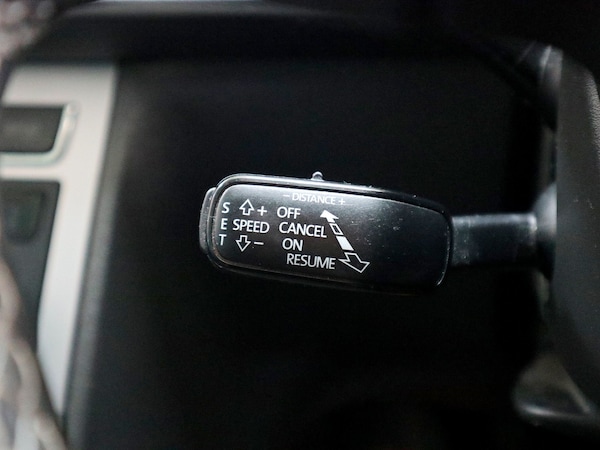 − DISTANCE +
S + OFF
E SPEED CANCEL
T − ON
RESUME